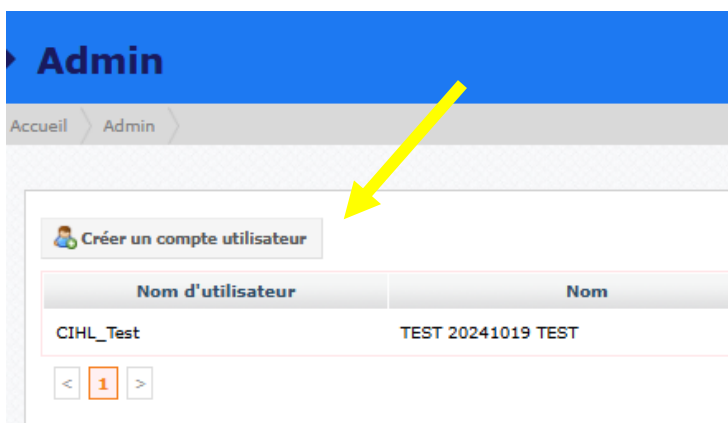 Admin
Accueil Admin
Créer un compte utilisateur
Nom d'utilisateur Nom
CIHL_Test TEST 20241019 TEST
< 1 >